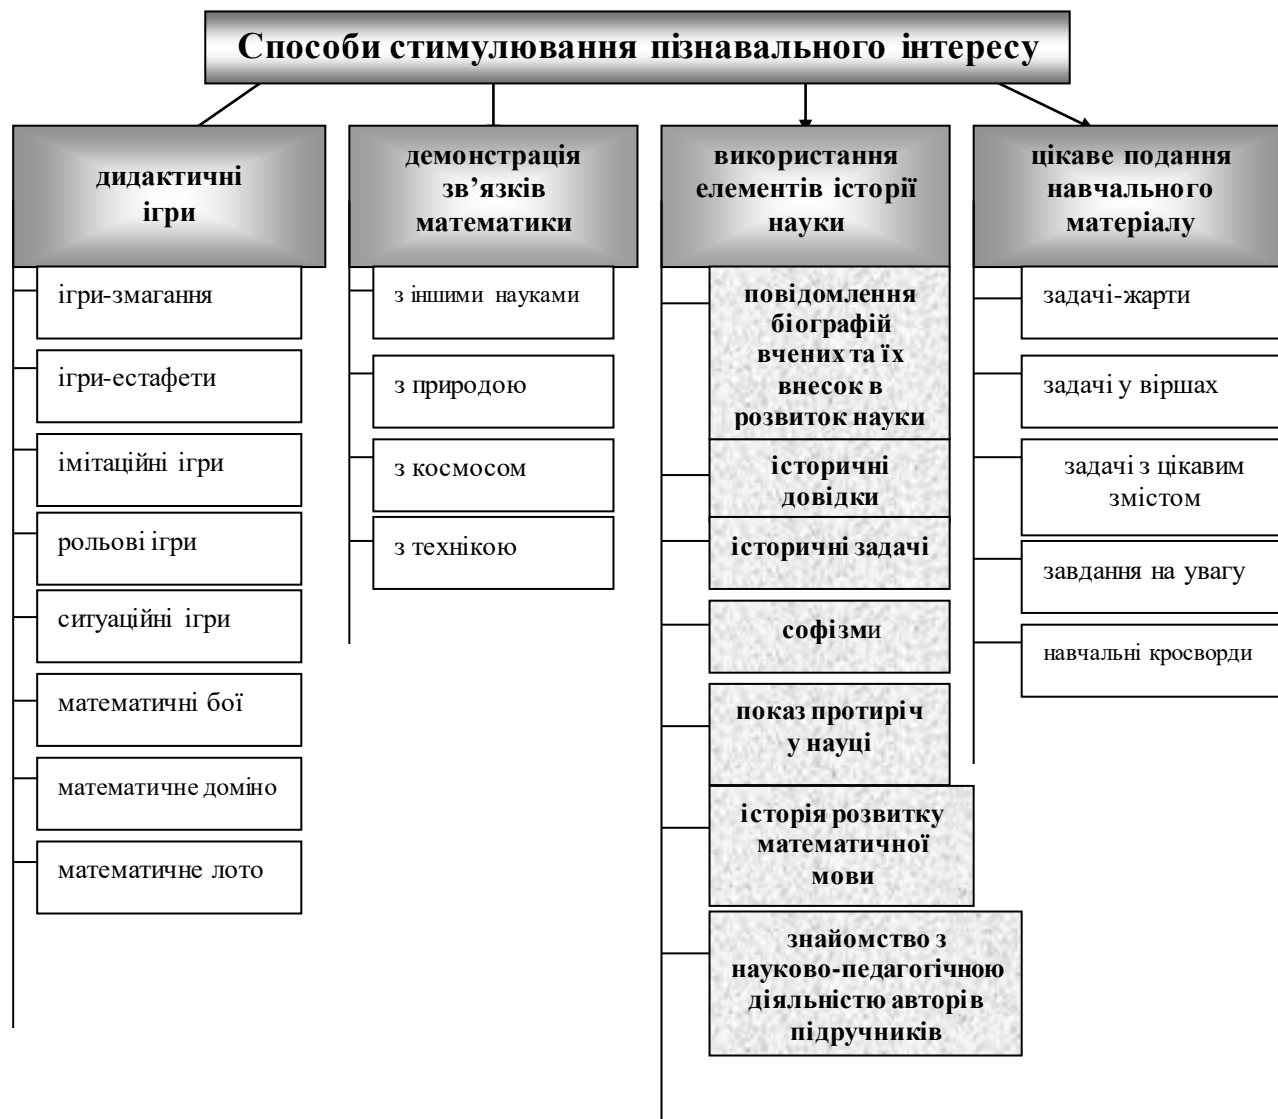 Способи стимулювання пізнавального інтересу
дидактичні
ігри
ігри-змагання
ігри-естафети
імітаційні ігри
рольові ігри
ситуаційні ігри
математичні бої
математичне доміно
математичне лото
демонстрація
зв’язків
математики
з іншими науками
з природою
з космосом
з технікою
використання
елементів історії
науки
повідомлення
біографій
вчених та їх
внесок в
розвиток науки
історичні
довідки
історичні задачі
софізми
показ протиріч
у науці
історія розвитку
математичної
мови
знайомство з
науково-педагогічною
діяльністю авторів
підручників
цікаве подання
навчального
матеріалу
задачі-жарти
задачі у віршах
задачі з цікавим
змістом
завдання на увагу
навчальні кросворди